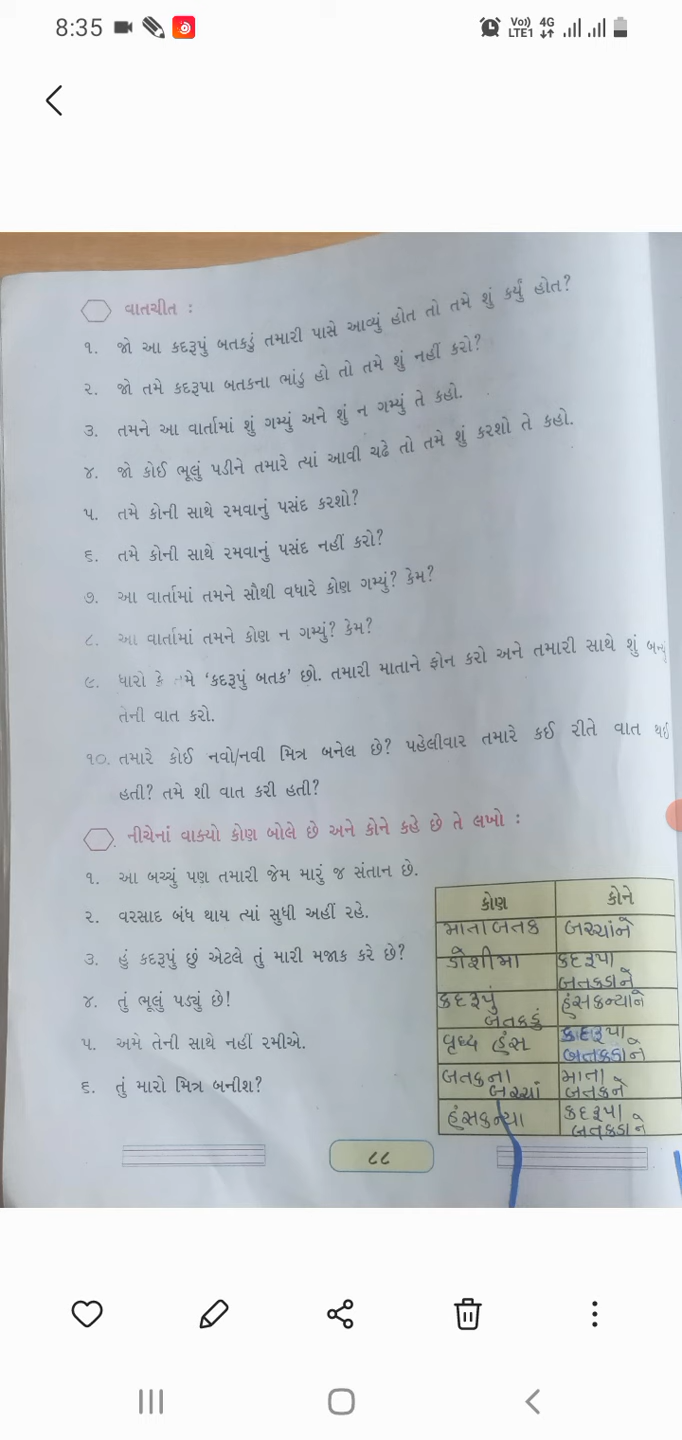 8:35
Vo)) 4G
LTE1
વાતચીત :
૧. જો આ કદરૂપું બતકડું તમારી પાસે આવ્યું હોત તો તમે શું કર્યું હોત?
૨. જો તમે કદરૂપા બતકના ભાંડુ હો તો તમે શું નહીં કરો?
૩. તમને આ વાર્તામાં શું ગમ્યું અને શું ન ગમ્યું તે કહો.
૪. જો કોઈ ભૂલું પડીને તમારે ત્યાં આવી ચઢે તો તમે શું કરશો તે કહો.
૫. તમે કોની સાથે રમવાનું પસંદ કરશો?
૬. તમે કોની સાથે રમવાનું પસંદ નહીં કરો?
૭. આ વાર્તામાં તમને સૌથી વધારે કોણ ગમ્યું? કેમ?
૮. આ વાર્તામાં તમને કોણ ન ગમ્યું? કેમ?
૯. ધારો કે તમે ‘કદરૂપું બતક’ છો. તમારી માતાને ફોન કરો અને તમારી સાથે શું બન્યું
તેની વાત કરો.
૧૦. તમારે કોઈ નવો/નવી મિત્ર બનેલ છે? પહેલીવાર તમારે કઈ રીતે વાત થઈ
હતી? તમે શી વાત કરી હતી?
નીચેનાં વાક્યો કોણ બોલે છે અને કોને કહે છે તે લખો :
૧. આ બચ્ચું પણ તમારી જેમ મારું જ સંતાન છે.
૨. વરસાદ બંધ થાય ત્યાં સુધી અહીં રહે.
૩. હું કદરૂપું છું એટલે તું મારી મજાક કરે છે?
૪. તું ભૂલું પડ્યું છે!
૫. અમે તેની સાથે નહીં રમીએ.
૬. તું મારો મિત્ર બનીશ?
કોણ કોને
માતા બતક બચ્ચાંને
ડોશીમા કદરૂપા
બતકડાને
કદરૂપું હંસકન્યાને
બતકડું
વૃધ્ધ હંસ કદરૂપા
બતકડાને
બતકના માતા
બચ્ચાં બતકને
હંસકન્યા કદરૂપા
બતકડાને
૮૮